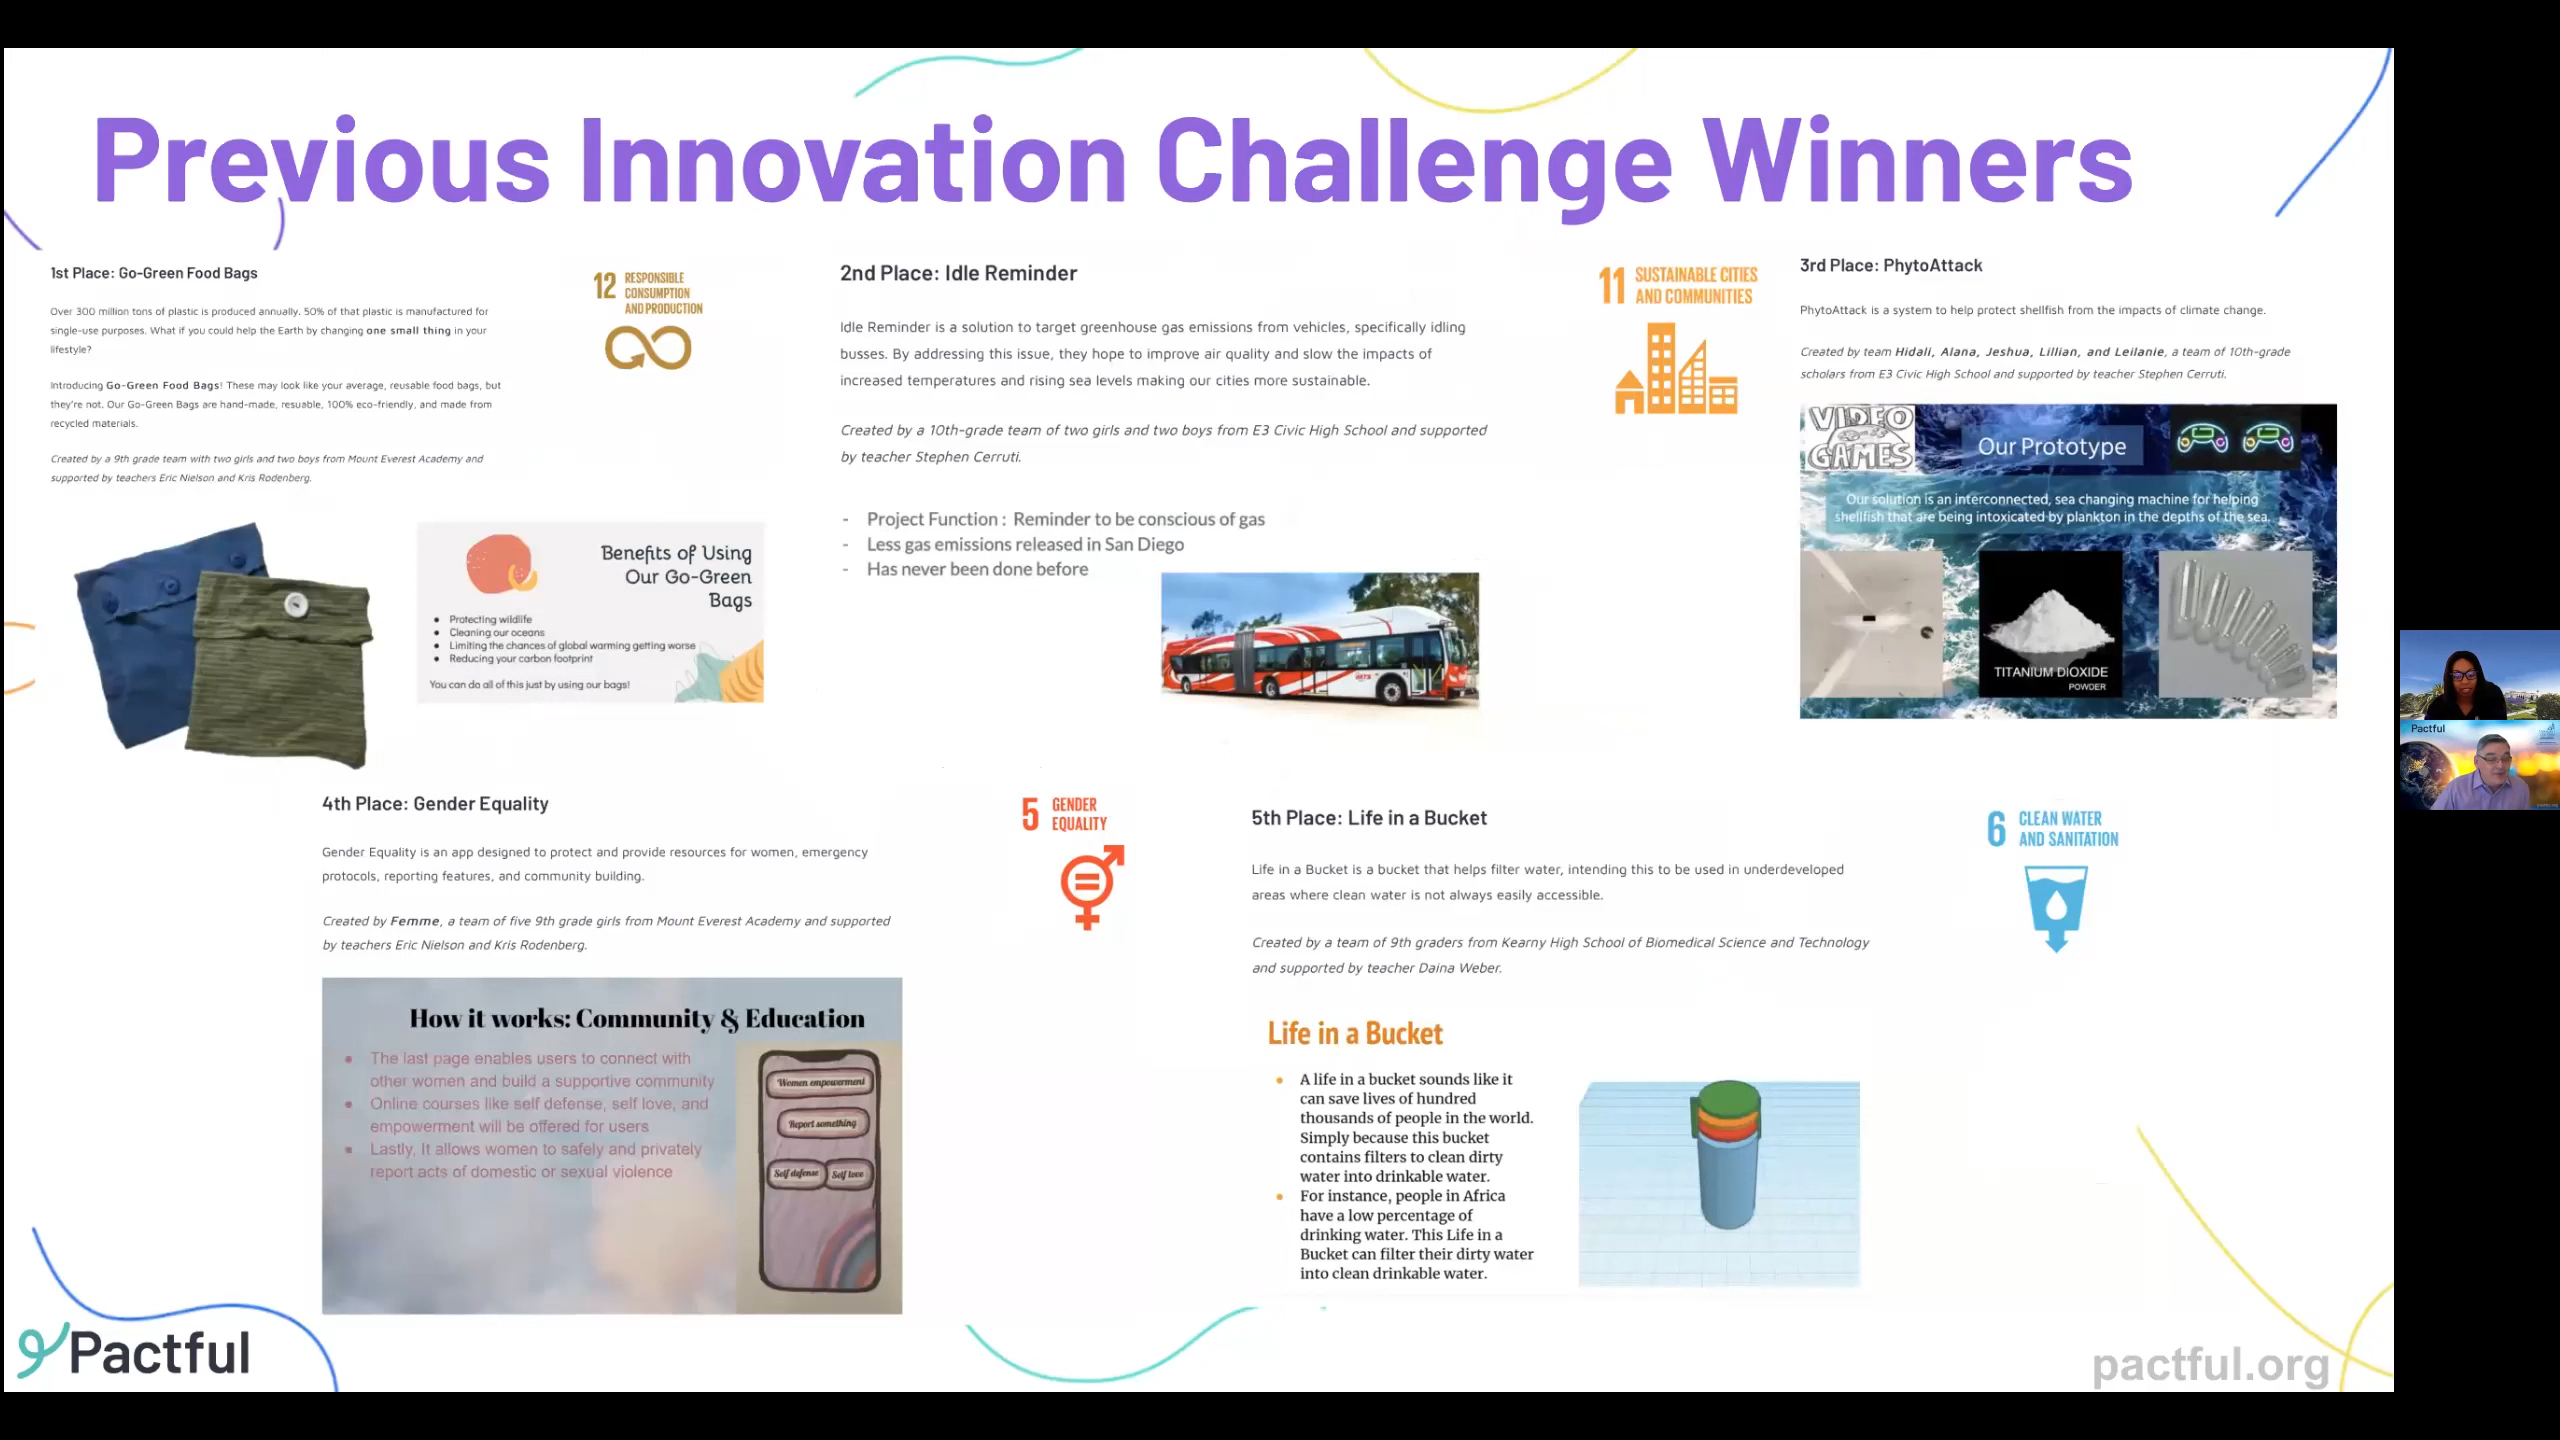 Previous Innovation Challenge Winners
1st Place: Go-Green Food Bags
Over 300 million tons of plastic is produced annually. 50% of that plastic is manufactured for
single-use purposes. What if you could help the Earth by changing one small thing in your
lifestyle?
Introducing Go-Green Food Bags! These may look like your average, reusable food bags, but
they're not. Our Go-Green Bags are hand-made, resuable, 100% eco-friendly, and made from
recycled materials.
Created by a 9th grade team with two girls and two boys from Mount Everest Academy and
supported by teachers Eric Nielson and Kris Rodenberg.
12 RESPONSIBLE
CONSUMPTION
AND PRODUCTION
Benefits of Using
Our Go-Green
Bags
• Protecting wildlife
• Cleaning our oceans
• Limiting the chances of global warming getting worse
• Reducing your carbon footprint
You can do all of this just by using our bags!
2nd Place: Idle Reminder
Idle Reminder is a solution to target greenhouse gas emissions from vehicles, specifically idling
busses. By addressing this issue, they hope to improve air quality and slow the impacts of
increased temperatures and rising sea levels making our cities more sustainable.
Created by a 10th-grade team of two girls and two boys from E3 Civic High School and supported
by teacher Stephen Cerruti.
- Project Function : Reminder to be conscious of gas
- Less gas emissions released in San Diego
- Has never been done before
11 SUSTAINABLE CITIES
AND COMMUNITIES
3rd Place: PhytoAttack
PhytoAttack is a system to help protect shellfish from the impacts of climate change.
Created by team Hidali, Alana, Jeshua, Lillian, and Leilanie, a team of 10th-grade
scholars from E3 Civic High School and supported by teacher Stephen Cerruti.
VIDEO
GAMES
Our Prototype
Our solution is an interconnected, sea changing machine for helping
shellfish that are being intoxicated by plankton in the depths of the sea.
TITANIUM DIOXIDE
POWDER
4th Place: Gender Equality
Gender Equality is an app designed to protect and provide resources for women, emergency
protocols, reporting features, and community building.
Created by Femme, a team of five 9th grade girls from Mount Everest Academy and supported
by teachers Eric Nielson and Kris Rodenberg.
5 GENDER
EQUALITY
How it works: Community & Education
• The last page enables users to connect with
other women and build a supportive community
• Online courses like self defense, self love, and
empowerment will be offered for users
• Lastly, It allows women to safely and privately
report acts of domestic or sexual violence
Women empowerment
Report something
Self defense Self love
5th Place: Life in a Bucket
Life in a Bucket is a bucket that helps filter water, intending this to be used in underdeveloped
areas where clean water is not always easily accessible.
Created by a team of 9th graders from Kearny High School of Biomedical Science and Technology
and supported by teacher Daina Weber.
6 CLEAN WATER
AND SANITATION
Life in a Bucket
• A life in a bucket sounds like it
can save lives of hundred
thousands of people in the world.
Simply because this bucket
contains filters to clean dirty
water into drinkable water.
• For instance, people in Africa
have a low percentage of
drinking water. This Life in a
Bucket can filter their dirty water
into clean drinkable water.
Pactful
pactful.org
Pactful